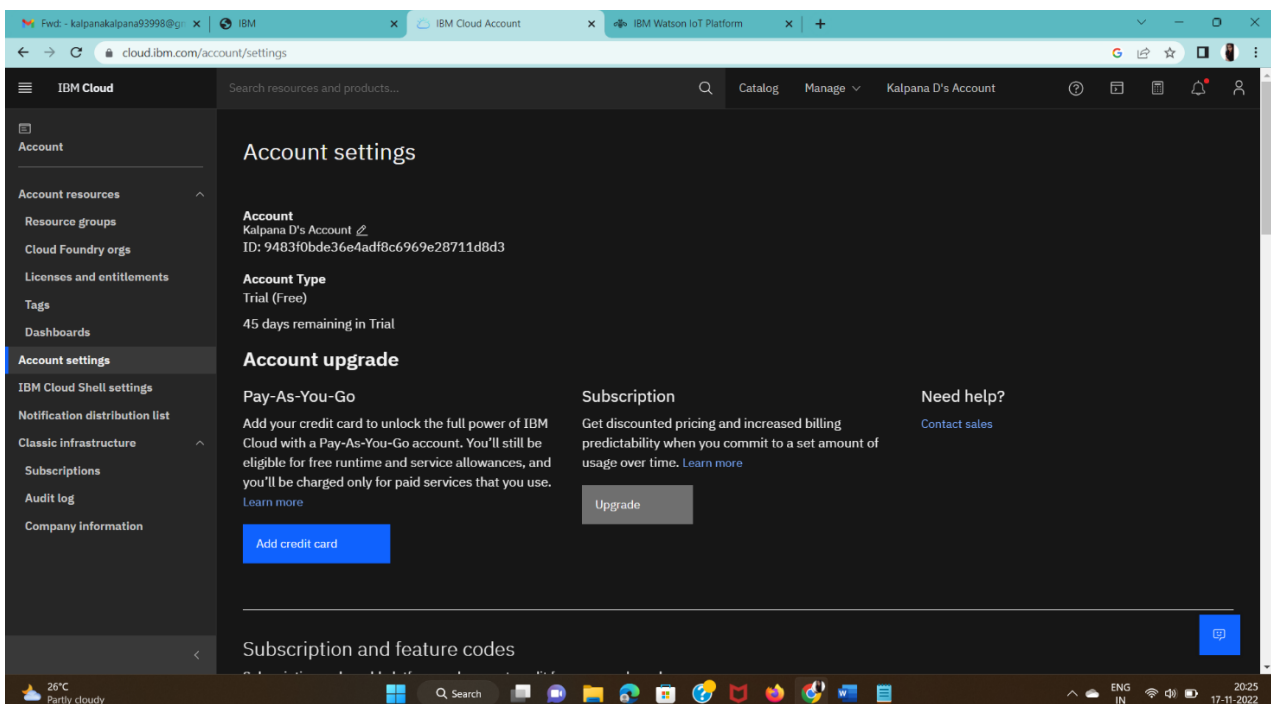 Fwd: - kalpanakalpana93998@gm
IBM
IBM Cloud Account
IBM Watson IoT Platform
cloud.ibm.com/account/settings
IBM Cloud
Search resources and products...
Catalog
Manage
Kalpana D's Account
Account
Account resources
Resource groups
Cloud Foundry orgs
Licenses and entitlements
Tags
Dashboards
Account settings
IBM Cloud Shell settings
Notification distribution list
Classic infrastructure
Subscriptions
Audit log
Company information
Account settings
Account
Kalpana D's Account
ID: 9483f0bde36e4adf8c6969e28711d8d3
Account Type
Trial (Free)
45 days remaining in Trial
Account upgrade
Pay-As-You-Go
Add your credit card to unlock the full power of IBM
Cloud with a Pay-As-You-Go account. You'll still be
eligible for free runtime and service allowances, and
you'll be charged only for paid services that you use.
Learn more
Add credit card
Subscription
Get discounted pricing and increased billing
predictability when you commit to a set amount of
usage over time. Learn more
Upgrade
Need help?
Contact sales
Subscription and feature codes
26°C
Partly cloudy
Search
ENG
IN
20:25
17-11-2022